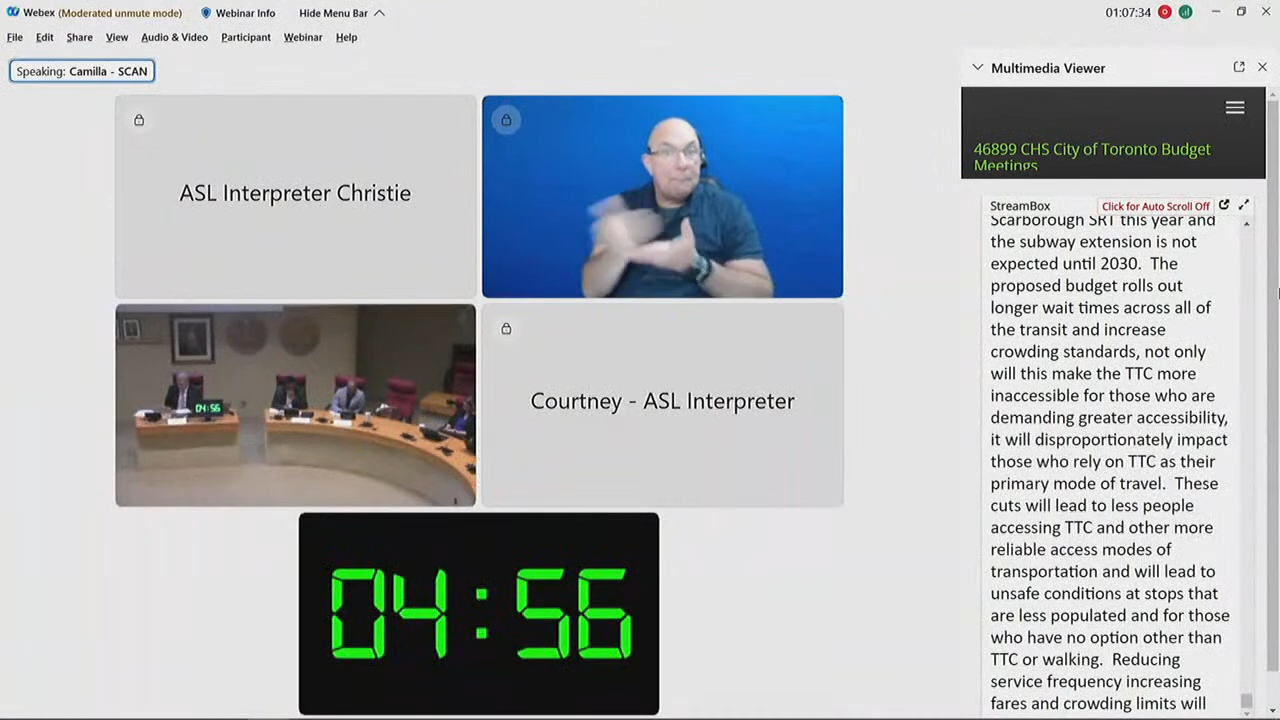 Webex (Moderated unmute mode) Webinar Info Hide Menu Bar 01:07:34
File Edit Share View Audio & Video Participant Webinar Help
Speaking: Camilla - SCAN
ASL Interpreter Christie
04:56
Courtney - ASL Interpreter
04:56
Multimedia Viewer
46899 CHS City of Toronto Budget
Meetings
StreamBox Click for Auto Scroll Off
Scarborough SRT this year and
the subway extension is not
expected until 2030. The
proposed budget rolls out
longer wait times across all of
the transit and increase
crowding standards, not only
will this make the TTC more
inaccessible for those who are
demanding greater accessibility,
it will disproportionately impact
those who rely on TTC as their
primary mode of travel. These
cuts will lead to less people
accessing TTC and other more
reliable access modes of
transportation and will lead to
unsafe conditions at stops that
are less populated and for those
who have no option other than
TTC or walking. Reducing
service frequency increasing
fares and crowding limits will